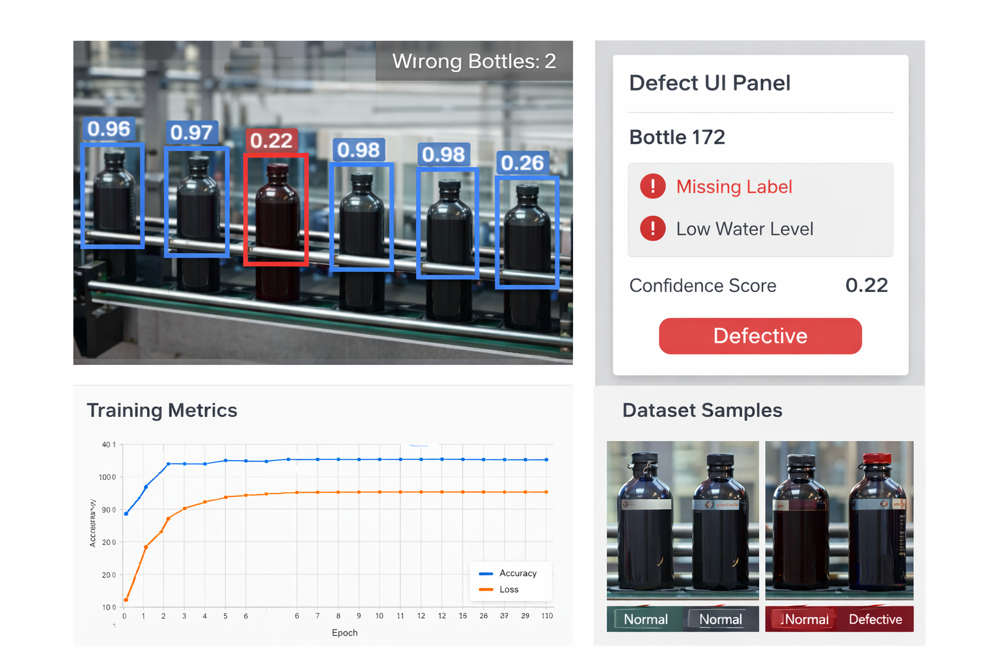 Wrong Bottles: 2
0.96
0.97
0.22
0.98
0.98
0.26
Defect UI Panel
Bottle 172
! Missing Label
! Low Water Level
Confidence Score 0.22
Defective
Training Metrics
40 1
100 0
90 0
20 0
20 0
10 0
0 1 2 3 4 5 6 6 7 8 9 10 11 12 12 15 26 37 29 110
1
Epoch
Accuracy
Loss
Dataset Samples
Normal
Normal
Normal
Defective